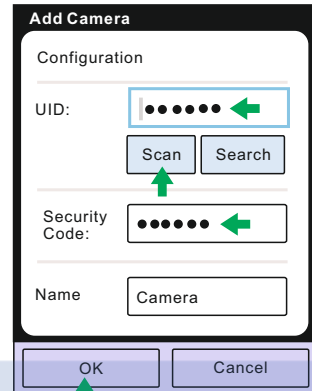 Add Camera
Configuration
UID: ●●●●●●
Scan Search
Security
Code: ●●●●●●
Name Camera
OK Cancel